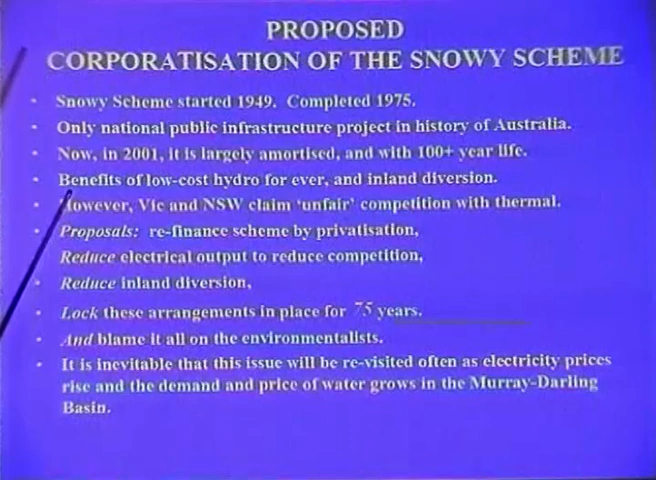 PROPOSED
CORPORATISATION OF THE SNOWY SCHEME
• Snowy Scheme started 1949. Completed 1975.
• Only national public infrastructure project in history of Australia.
• Now, in 2001, it is largely amortised, and with 100+ year life.
• Benefits of low-cost hydro for ever, and inland diversion.
• However, Vic and NSW claim 'unfair' competition with thermal.
• Proposals: re-finance scheme by privatisation,
Reduce electrical output to reduce competition,
• Reduce inland diversion,
• Lock these arrangements in place for 75 years.
• And blame it all on the environmentalists.
• It is inevitable that this issue will be re-visited often as electricity prices
rise and the demand and price of water grows in the Murray-Darling
Basin.